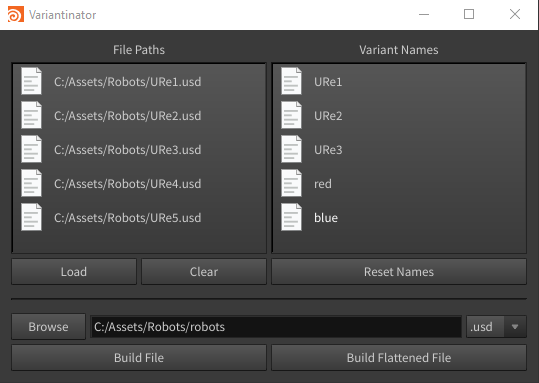 Variantinator
File Paths
Variant Names
C:/Assets/Robots/URe1.usd
URe1
C:/Assets/Robots/URe2.usd
URe2
C:/Assets/Robots/URe3.usd
URe3
C:/Assets/Robots/URe4.usd
red
C:/Assets/Robots/URe5.usd
blue
Load
Clear
Reset Names
Browse
C:/Assets/Robots/robots
.usd
Build File
Build Flattened File